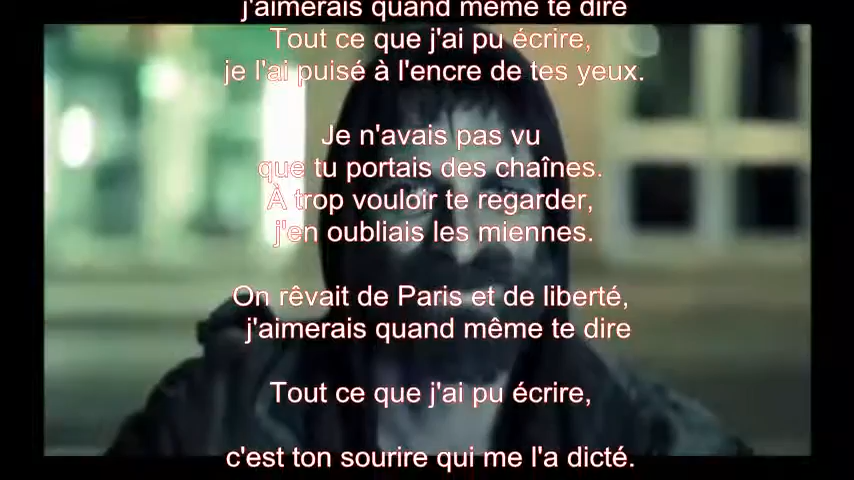 j'aimerais quand même te dire
Tout ce que j'ai pu écrire,
je l'ai puisé à l'encre de tes yeux.
Je n'avais pas vu
que tu portais des chaînes.
À trop vouloir te regarder,
j'en oubliais les miennes.
On rêvait de Paris et de liberté,
j'aimerais quand même te dire
Tout ce que j'ai pu écrire,
c'est ton sourire qui me l'a dicté.